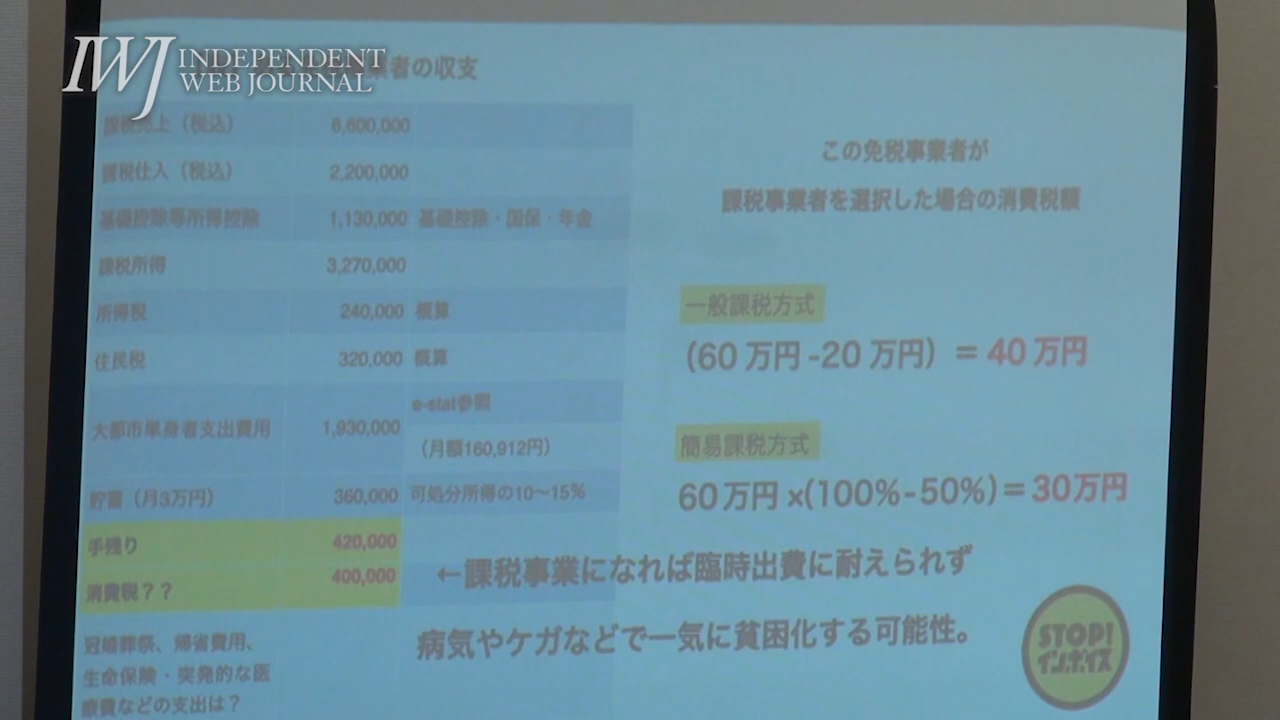 IWJ INDEPENDENT
WEB JOURNAL
業者の収支
課税売上（税込） 6,600,000
課税仕入（税込） 2,200,000
基礎控除等所得控除 1,130,000 基礎控除・国保・年金
課税所得 3,270,000
所得税 240,000 概算
住民税 320,000 概算
大都市単身者支出費用 1,930,000 e-stat参照
（月額160,912円）
貯蓄（月3万円） 360,000 可処分所得の10〜15%
手残り 420,000
消費税？？ 400,000
冠婚葬祭、帰省費用、
生命保険・突発的な医
療費などの支出は？
この免税事業者が
課税事業者を選択した場合の消費税額
一般課税方式
(60万円-20万円) ＝ 40万円
簡易課税方式
60万円x(100%-50%)＝30万円
←課税事業になれば臨時出費に耐えられず
病気やケガなどで一気に貧困化する可能性。
STOP!
インボイス